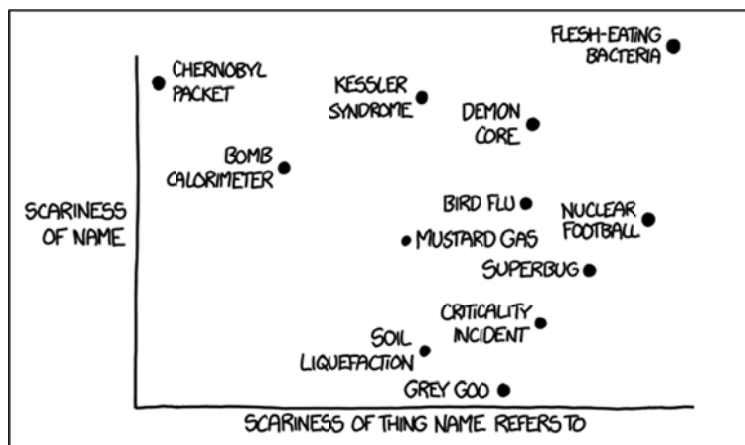 FLESH-EATING
BACTERIA
CHERNOBYL
PACKET
KESSLER
SYNDROME
DEMON
CORE
BOMB
CALORIMETER
BIRD FLU
NUCLEAR
FOOTBALL
SCARINESS
OF NAME
MUSTARD GAS
SUPERBUG
CRITICALITY
INCIDENT
SOIL
LIQUEFACTION
GREY GOO
SCARINESS OF THING NAME REFERS TO